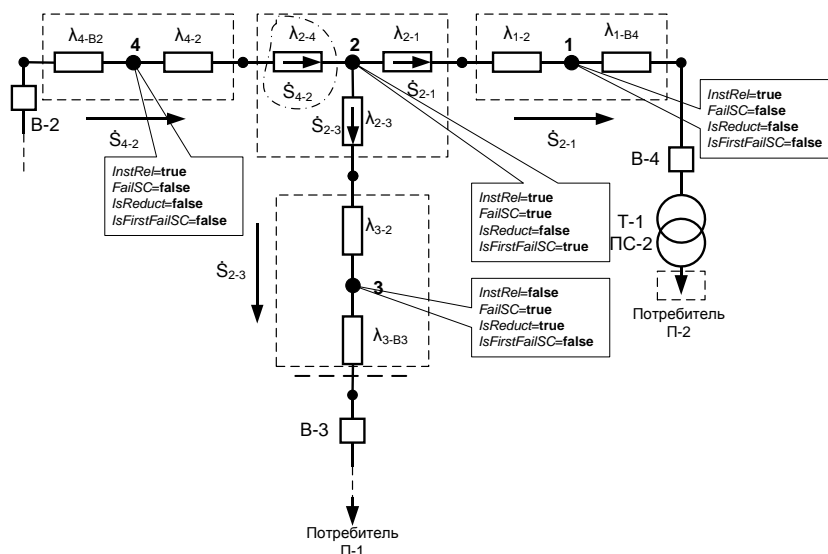 λ4-B2
4
λ4-2
λ2-4
2
λ2-1
λ1-2
1
λ1-B4
Ṡ4-2
Ṡ2-1
В-2
Ṡ4-2
Ṡ2-3
λ2-3
Ṡ2-1
InstRel=true
FailSC=false
IsReduct=false
IsFirstFailSC=false
В-4
InstRel=true
FailSC=false
IsReduct=false
IsFirstFailSC=false
InstRel=true
FailSC=true
IsReduct=false
IsFirstFailSC=true
λ3-2
Т-1
ПС-2
Ṡ2-3
3
InstRel=false
FailSC=true
IsReduct=true
IsFirstFailSC=false
Потребитель
П-2
λ3-B3
В-3
Потребитель
П-1